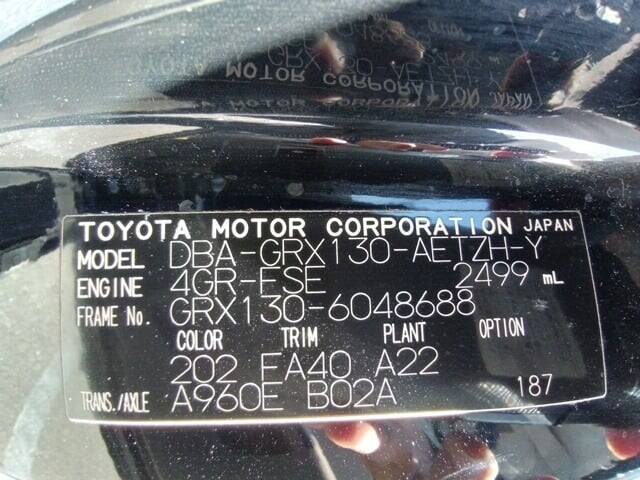 TOYOTA MOTOR CORPORATION JAPAN
MODEL DBA-GRX130-AETZH-Y
ENGINE 4GR-FSE 2499 mL
FRAME No. GRX130-6048688
COLOR TRIM PLANT OPTION
202 FA40 A22
TRANS./AXLE A960E B02A 187